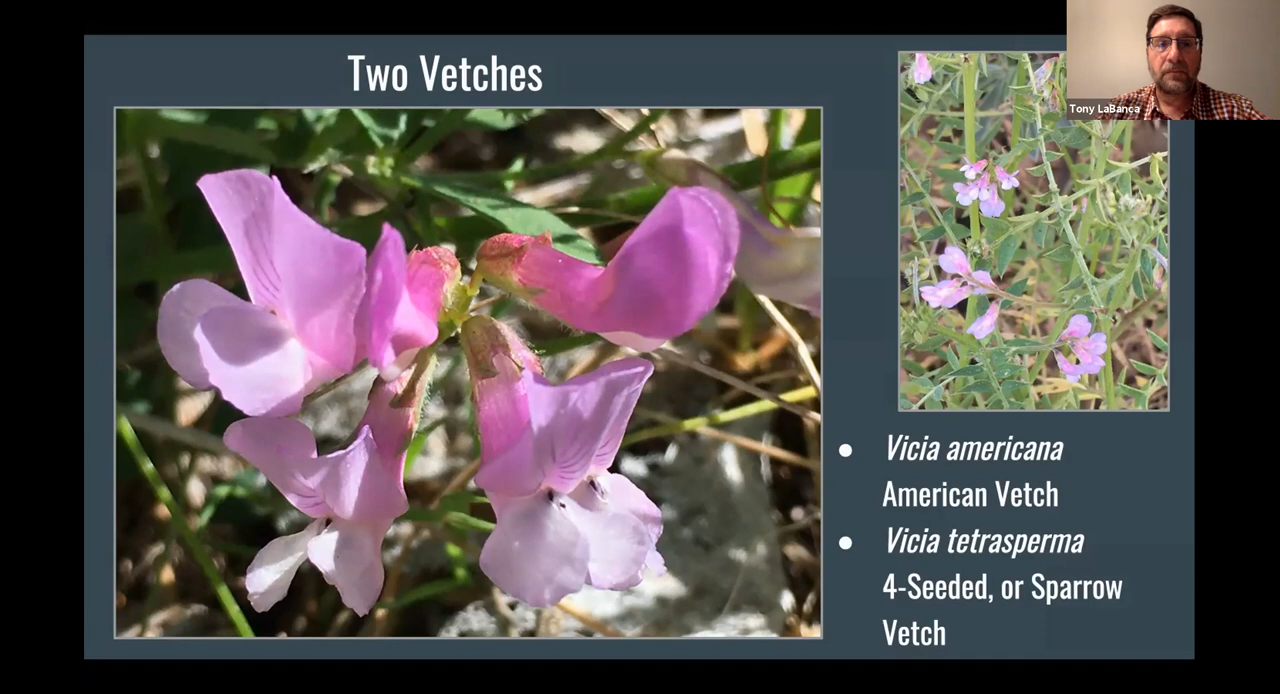 Two Vetches
Tony LaBanca
Vicia americana
American Vetch
Vicia tetrasperma
4-Seeded, or Sparrow
Vetch